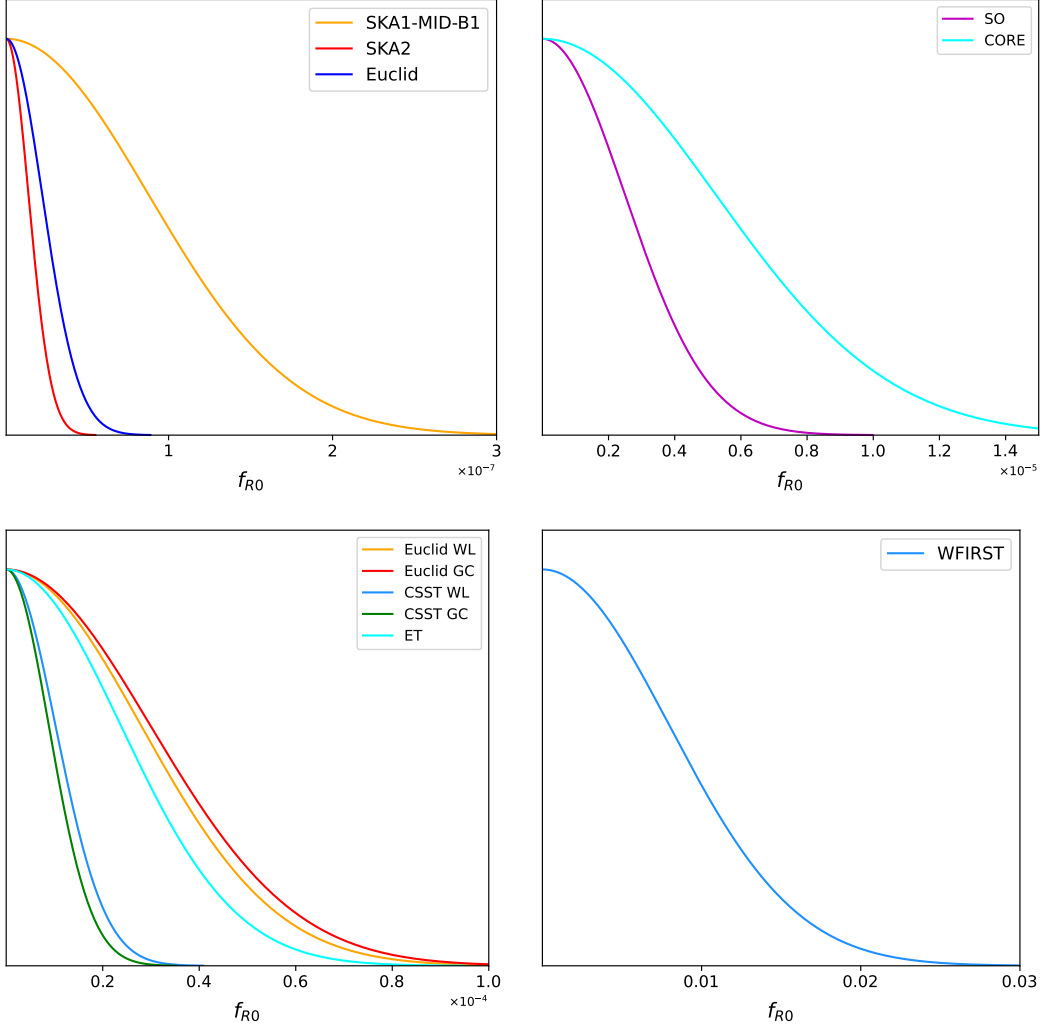 SKA1-MID-B1
SKA2
Euclid
1 2 3
×10⁻⁷
f_R0
SO
CORE
0.2 0.4 0.6 0.8 1.0 1.2 1.4
×10⁻⁵
f_R0
Euclid WL
Euclid GC
CSST WL
CSST GC
ET
0.2 0.4 0.6 0.8 1.0
×10⁻⁴
f_R0
WFIRST
0.01 0.02 0.03
f_R0